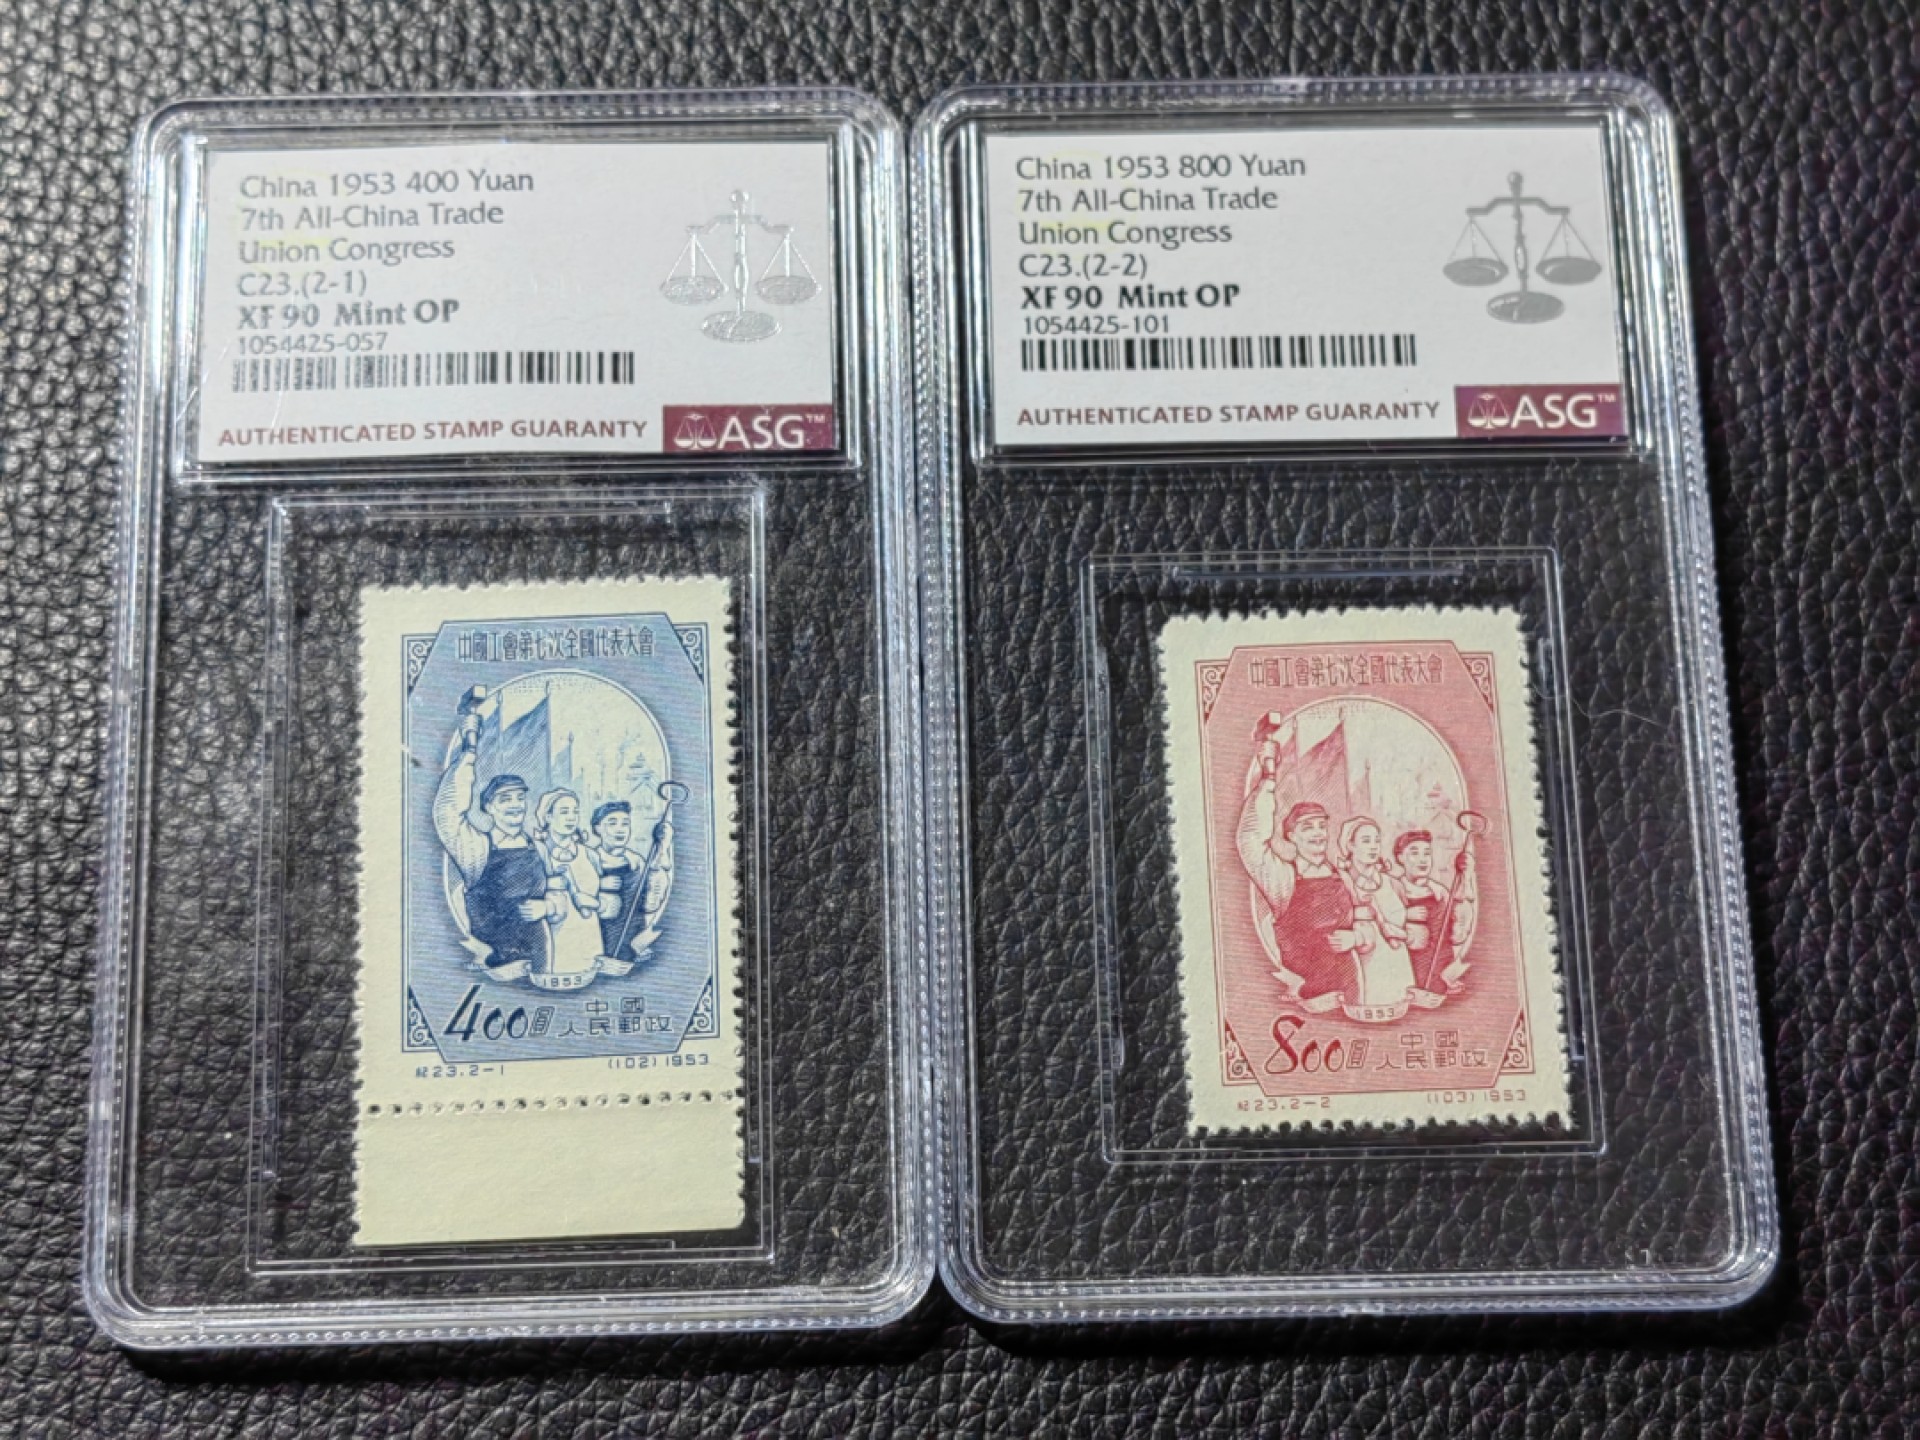 China 1953 400 Yuan
7th All-China Trade
Union Congress
C23.(2-1)
XF 90 Mint OP
1054425-057
AUTHENTICATED STAMP GUARANTY
ASG™
中國工會第七次全國代表大會
1953
400圓
中國
人民郵政
紀23.2-1
(102)1953
China 1953 800 Yuan
7th All-China Trade
Union Congress
C23.(2-2)
XF 90 Mint OP
1054425-101
AUTHENTICATED STAMP GUARANTY
ASG™
中國工會第七次全國代表大會
1953
800圓
中國
人民郵政
紀23.2-2
(103)1953